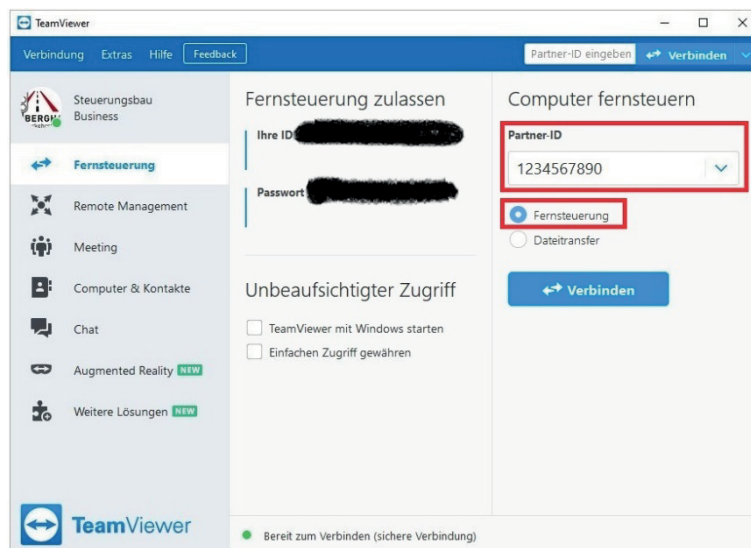 TeamViewer
Verbindung Extras Hilfe Feedback
Partner-ID eingeben Verbinden
Steuerungsbau
Business
BERGH
Fernsteuerung
Remote Management
Meeting
Computer & Kontakte
Chat
Augmented Reality NEW
Weitere Lösungen NEW
TeamViewer
Fernsteuerung zulassen
Ihre ID
Passwort
Unbeaufsichtigter Zugriff
TeamViewer mit Windows starten
Einfachen Zugriff gewähren
Computer fernsteuern
Partner-ID
1234567890
Fernsteuerung
Dateitransfer
Verbinden
Bereit zum Verbinden (sichere Verbindung)